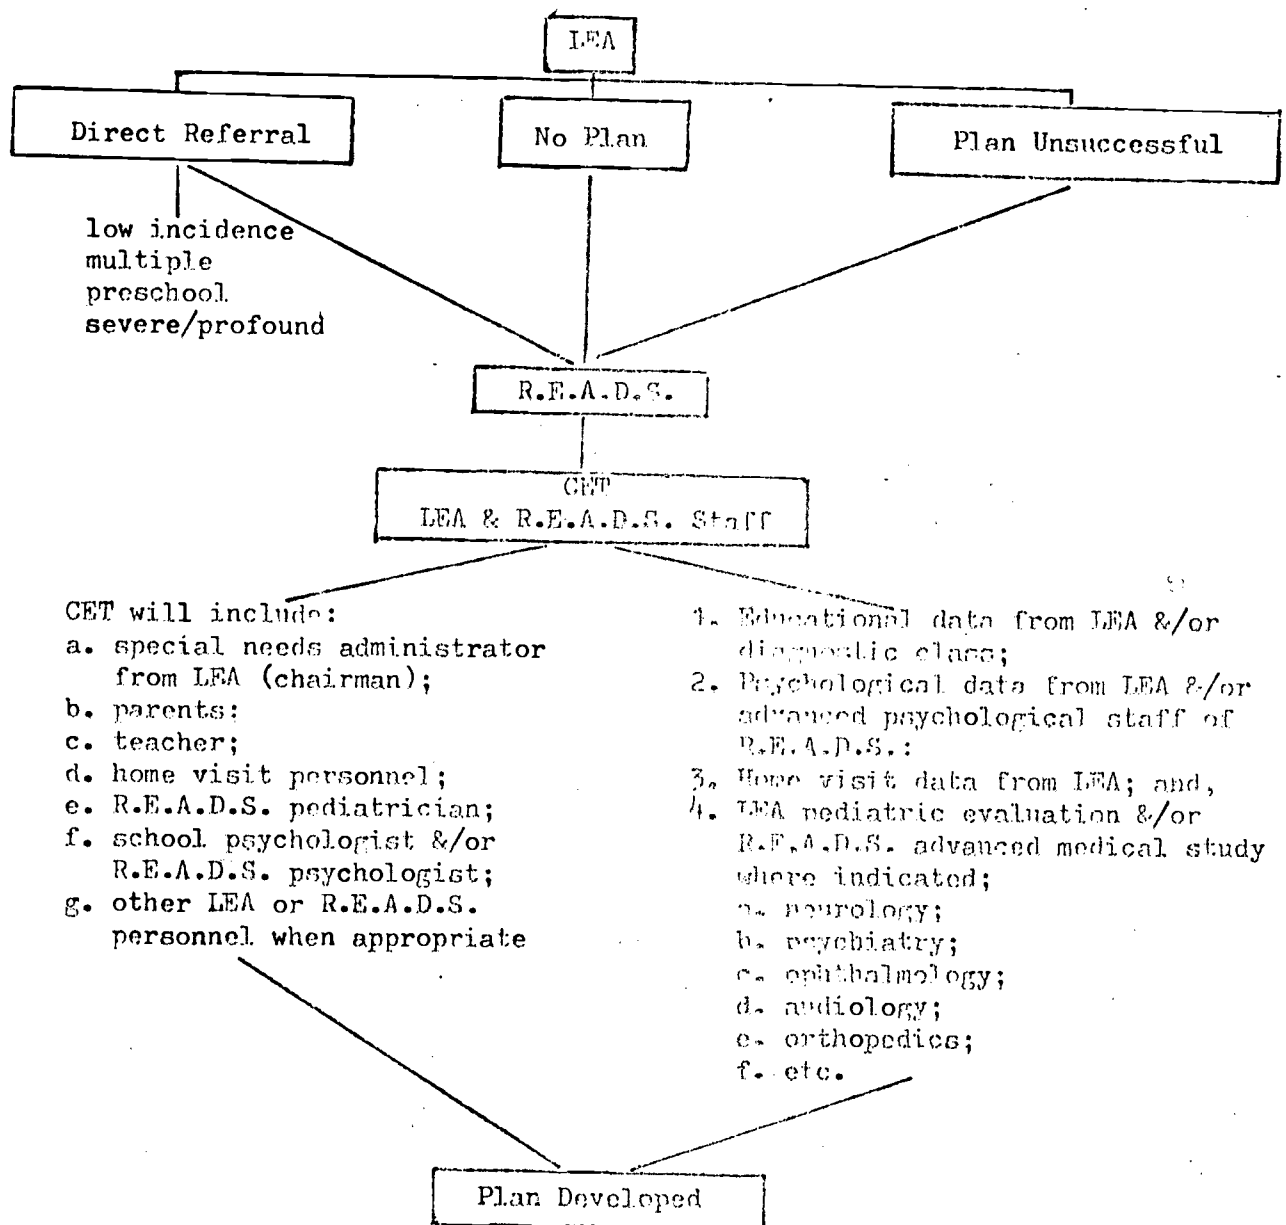 LEA
Direct Referral
No Plan
Plan Unsuccessful
low incidence
multiple
preschool
severe/profound
R.E.A.D.S.
CET
LEA & R.E.A.D.S. Staff
CET will include:
a. special needs administrator
from LEA (chairman);
b. parents:
c. teacher;
d. home visit personnel;
e. R.E.A.D.S. pediatrician;
f. school psychologist &/or
R.E.A.D.S. psychologist;
g. other LEA or R.E.A.D.S.
personnel when appropriate
1. Educational data from LEA &/or
diagnostic class;
2. Psychological data from LEA &/or
advanced psychological staff of
R.E.A.D.S.:
3. Home visit data from LEA; and,
4. LEA pediatric evaluation &/or
R.E.A.D.S. advanced medical study
where indicated;
a. neurology;
b. psychiatry;
c. ophthalmology;
d. audiology;
e. orthopedics;
f. etc.
Plan Developed